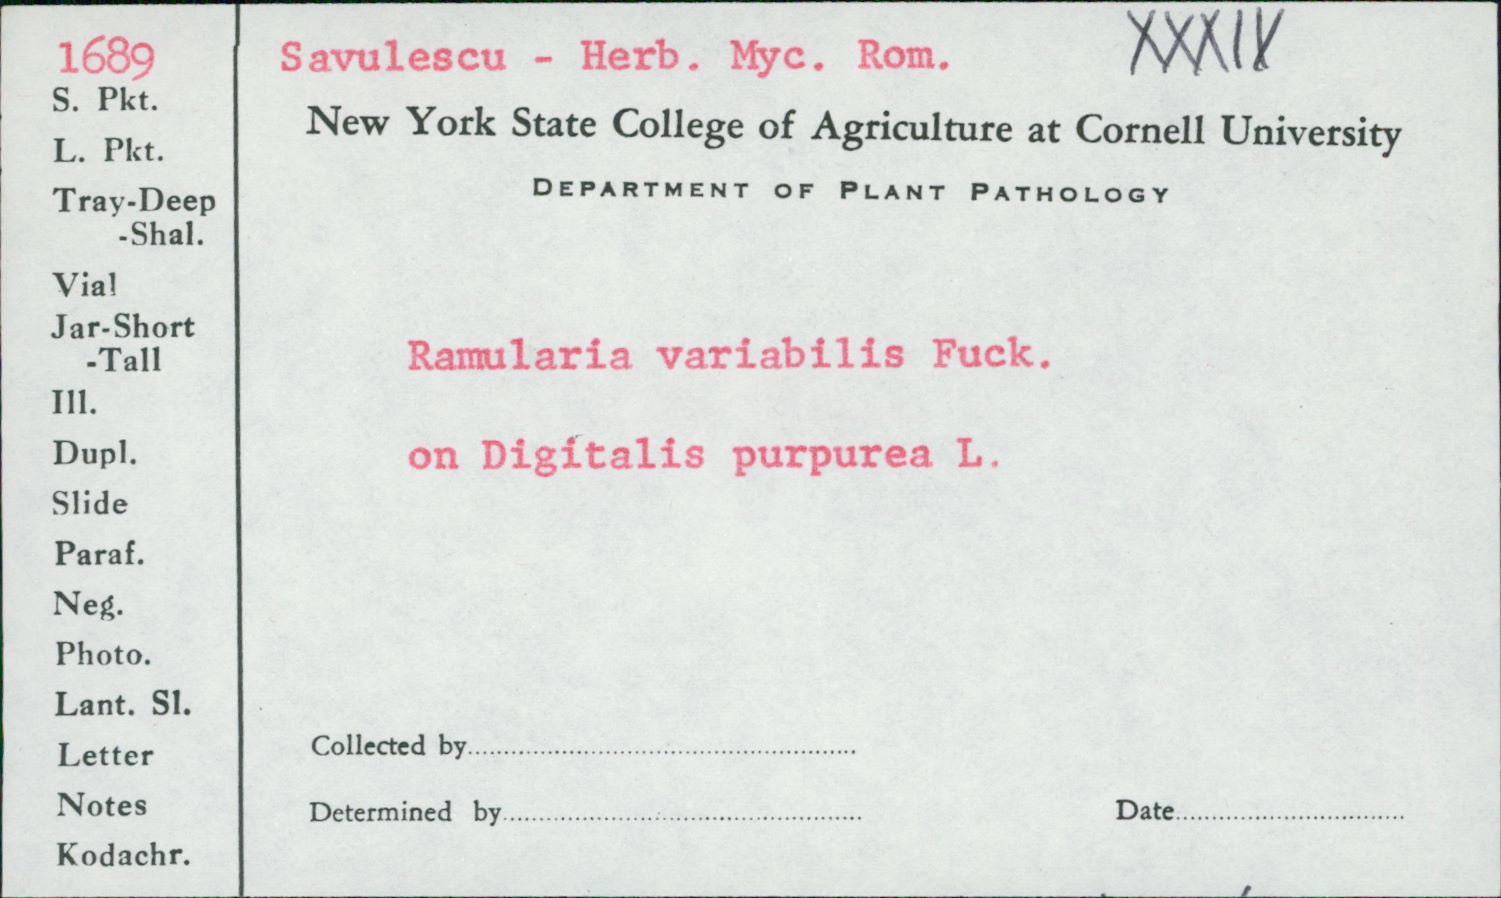 1689
S. Pkt.
L. Pkt.
Tray-Deep
-Shal.
Vial
Jar-Short
-Tall
Ill.
Dupl.
Slide
Paraf.
Neg.
Photo.
Lant. Sl.
Letter
Notes
Kodachr.
Savulescu - Herb. Myc. Rom. XXXIV
New York State College of Agriculture at Cornell University
DEPARTMENT OF PLANT PATHOLOGY
Ramularia variabilis Fuck.
on Digitalis purpurea L.
Collected by
Determined by
Date